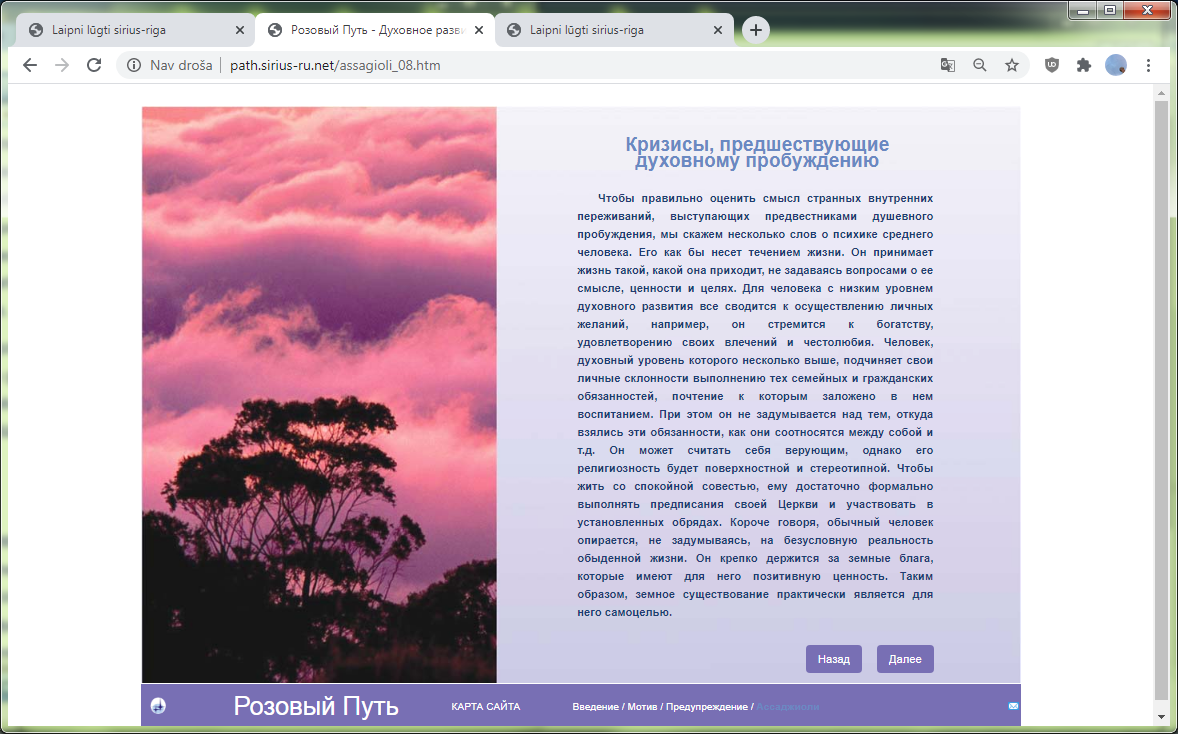 Laipni lūgti sirius-riga
Розовый Путь - Духовное разви
Laipni lūgti sirius-riga
Nav droša
path.sirius-ru.net/assagioli_08.htm
Кризисы, предшествующие
духовному пробуждению
Чтобы правильно оценить смысл странных внутренних
переживаний, выступающих предвестниками душевного
пробуждения, мы скажем несколько слов о психике среднего
человека. Его как бы несет течением жизни. Он принимает
жизнь такой, какой она приходит, не задаваясь вопросами о ее
смысле, ценности и целях. Для человека с низким уровнем
духовного развития все сводится к осуществлению личных
желаний, например, он стремится к богатству,
удовлетворению своих влечений и честолюбия. Человек,
духовный уровень которого несколько выше, подчиняет свои
личные склонности выполнению тех семейных и гражданских
обязанностей, почтение к которым заложено в нем
воспитанием. При этом он не задумывается над тем, откуда
взялись эти обязанности, как они соотносятся между собой и
т.д. Он может считать себя верующим, однако его
религиозность будет поверхностной и стереотипной. Чтобы
жить со спокойной совестью, ему достаточно формально
выполнять предписания своей Церкви и участвовать в
установленных обрядах. Короче говоря, обычный человек
опирается, не задумываясь, на безусловную реальность
обыденной жизни. Он крепко держится за земные блага,
которые имеют для него позитивную ценность. Таким
образом, земное существование практически является для
него самоцелью.
Назад
Далее
Розовый Путь
КАРТА САЙТА
Введение / Мотив / Предупреждение / Ассаджиоли